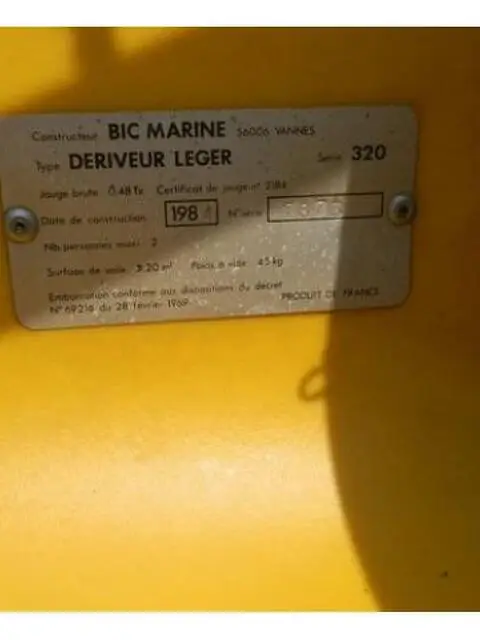 Constructeur BIC MARINE 56006 VANNES
Type DERIVEUR LEGER Serie 320
Jauge brute 0,48 Tx Certificat de jauge n° 2184
Date de construction 198 N° série
Nb personnes maxi 2
Surface de voile 20 m² Poids à vide 45 kg
Embarcation conforme aux dispositions du decret
N° 69216 du 28 février 1969 PRODUIT DE FRANCE